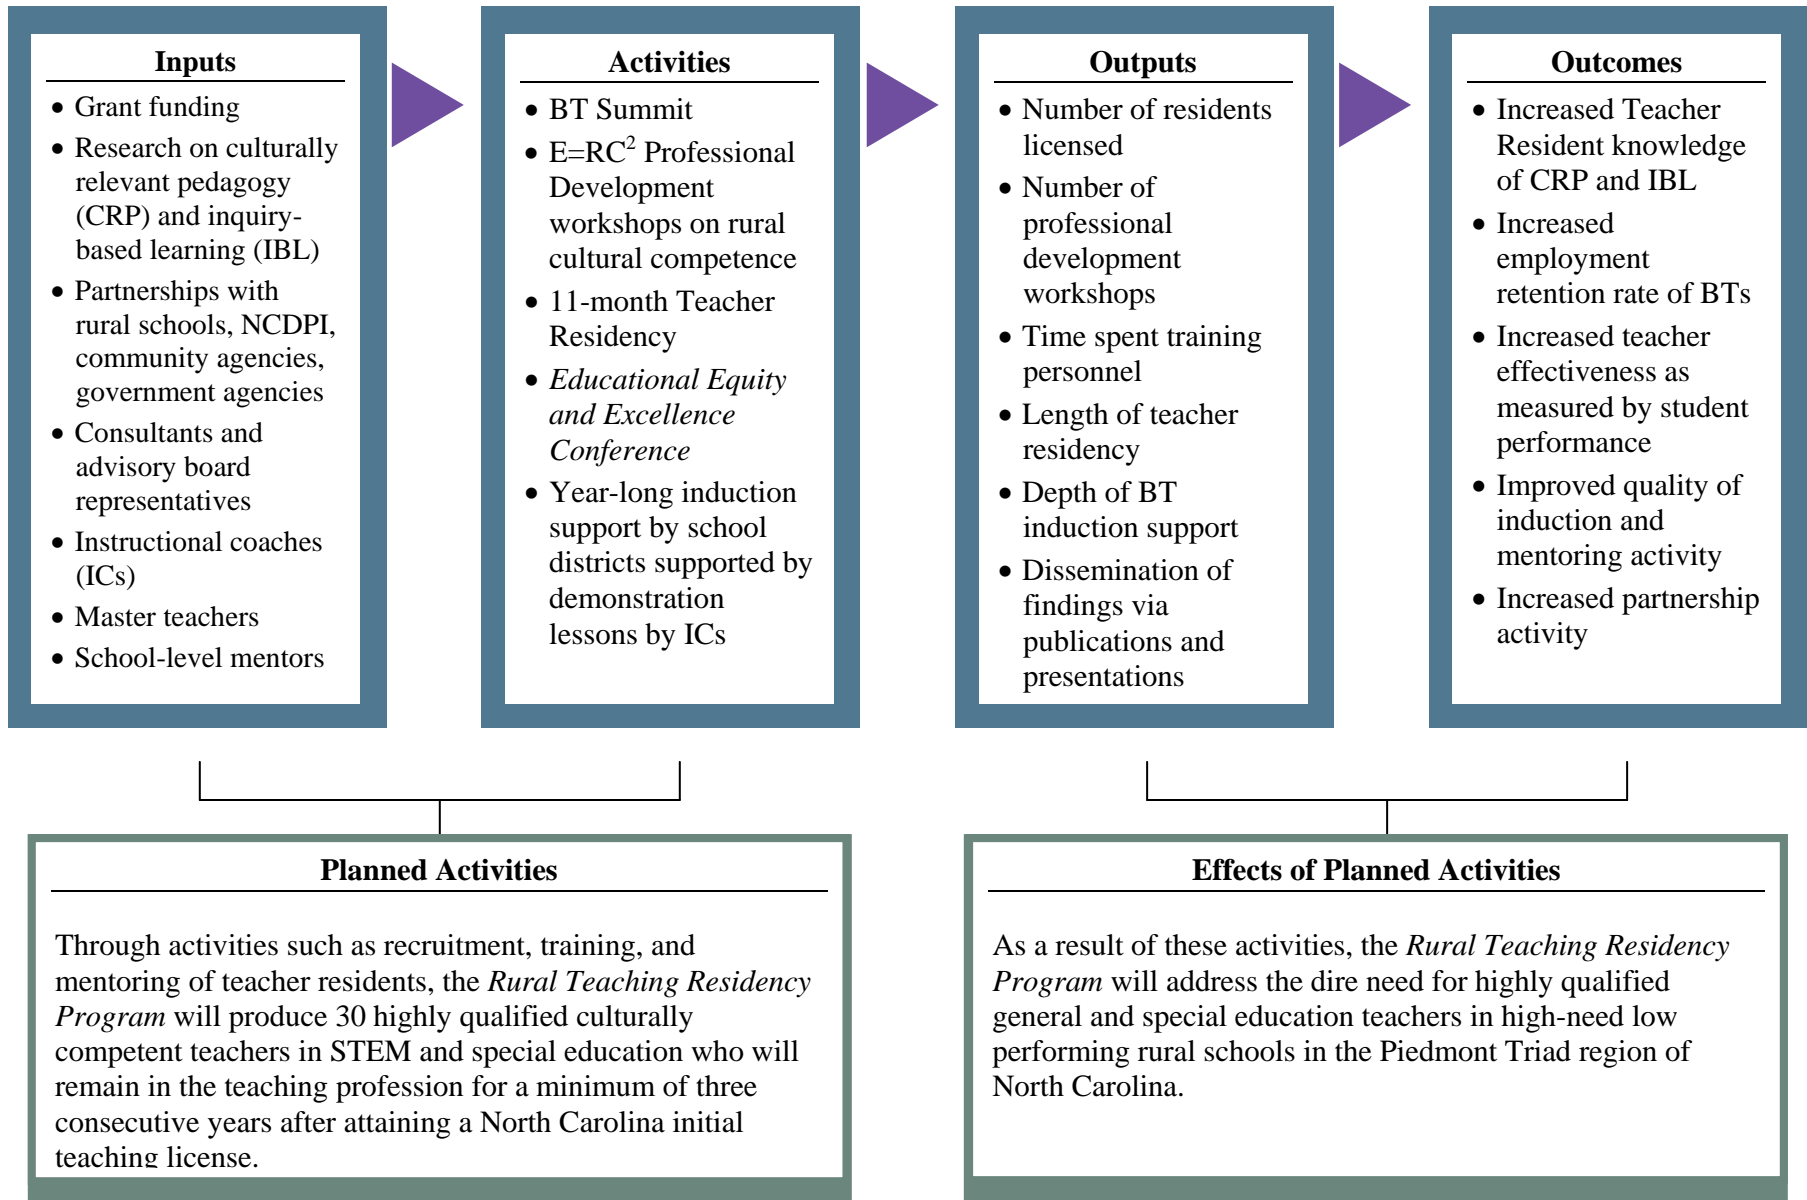 Inputs
• Grant funding
• Research on culturally
relevant pedagogy
(CRP) and inquiry-
based learning (IBL)
• Partnerships with
rural schools, NCDPI,
community agencies,
government agencies
• Consultants and
advisory board
representatives
• Instructional coaches
(ICs)
• Master teachers
• School-level mentors
Activities
• BT Summit
• E=RC² Professional
Development
workshops on rural
cultural competence
• 11-month Teacher
Residency
• Educational Equity
and Excellence
Conference
• Year-long induction
support by school
districts supported by
demonstration
lessons by ICs
Outputs
• Number of residents
licensed
• Number of
professional
development
workshops
• Time spent training
personnel
• Length of teacher
residency
• Depth of BT
induction support
• Dissemination of
findings via
publications and
presentations
Outcomes
• Increased Teacher
Resident knowledge
of CRP and IBL
• Increased
employment
retention rate of BTs
• Increased teacher
effectiveness as
measured by student
performance
• Improved quality of
induction and
mentoring activity
• Increased partnership
activity
Planned Activities
Through activities such as recruitment, training, and
mentoring of teacher residents, the Rural Teaching Residency
Program will produce 30 highly qualified culturally
competent teachers in STEM and special education who will
remain in the teaching profession for a minimum of three
consecutive years after attaining a North Carolina initial
teaching license.
Effects of Planned Activities
As a result of these activities, the Rural Teaching Residency
Program will address the dire need for highly qualified
general and special education teachers in high-need low
performing rural schools in the Piedmont Triad region of
North Carolina.